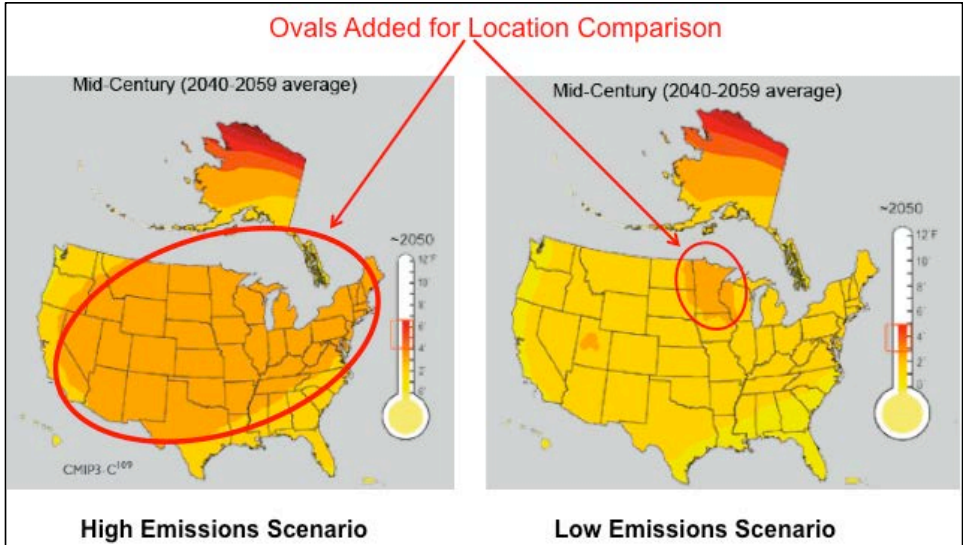 Ovals Added for Location Comparison
Mid-Century (2040-2059 average)
~2050
12°F
10
8
6°
4°
2°
0°
CMIP3-C109
High Emissions Scenario
Mid-Century (2040-2059 average)
~2050
12°F
10
8
6°
4°
2°
0°
Low Emissions Scenario